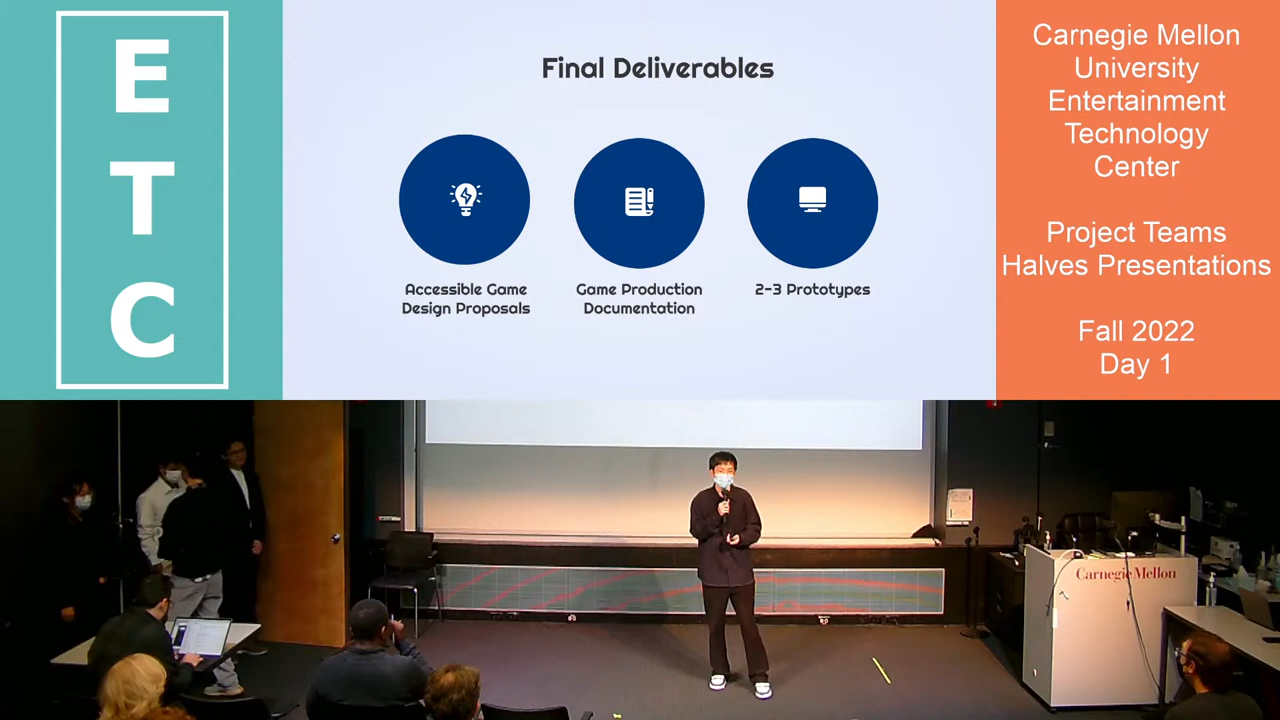 E
T
C
Final Deliverables
Accessible Game
Design Proposals
Game Production
Documentation
2-3 Prototypes
Carnegie Mellon
University
Entertainment
Technology
Center
Project Teams
Halves Presentations
Fall 2022
Day 1
Carnegie Mellon